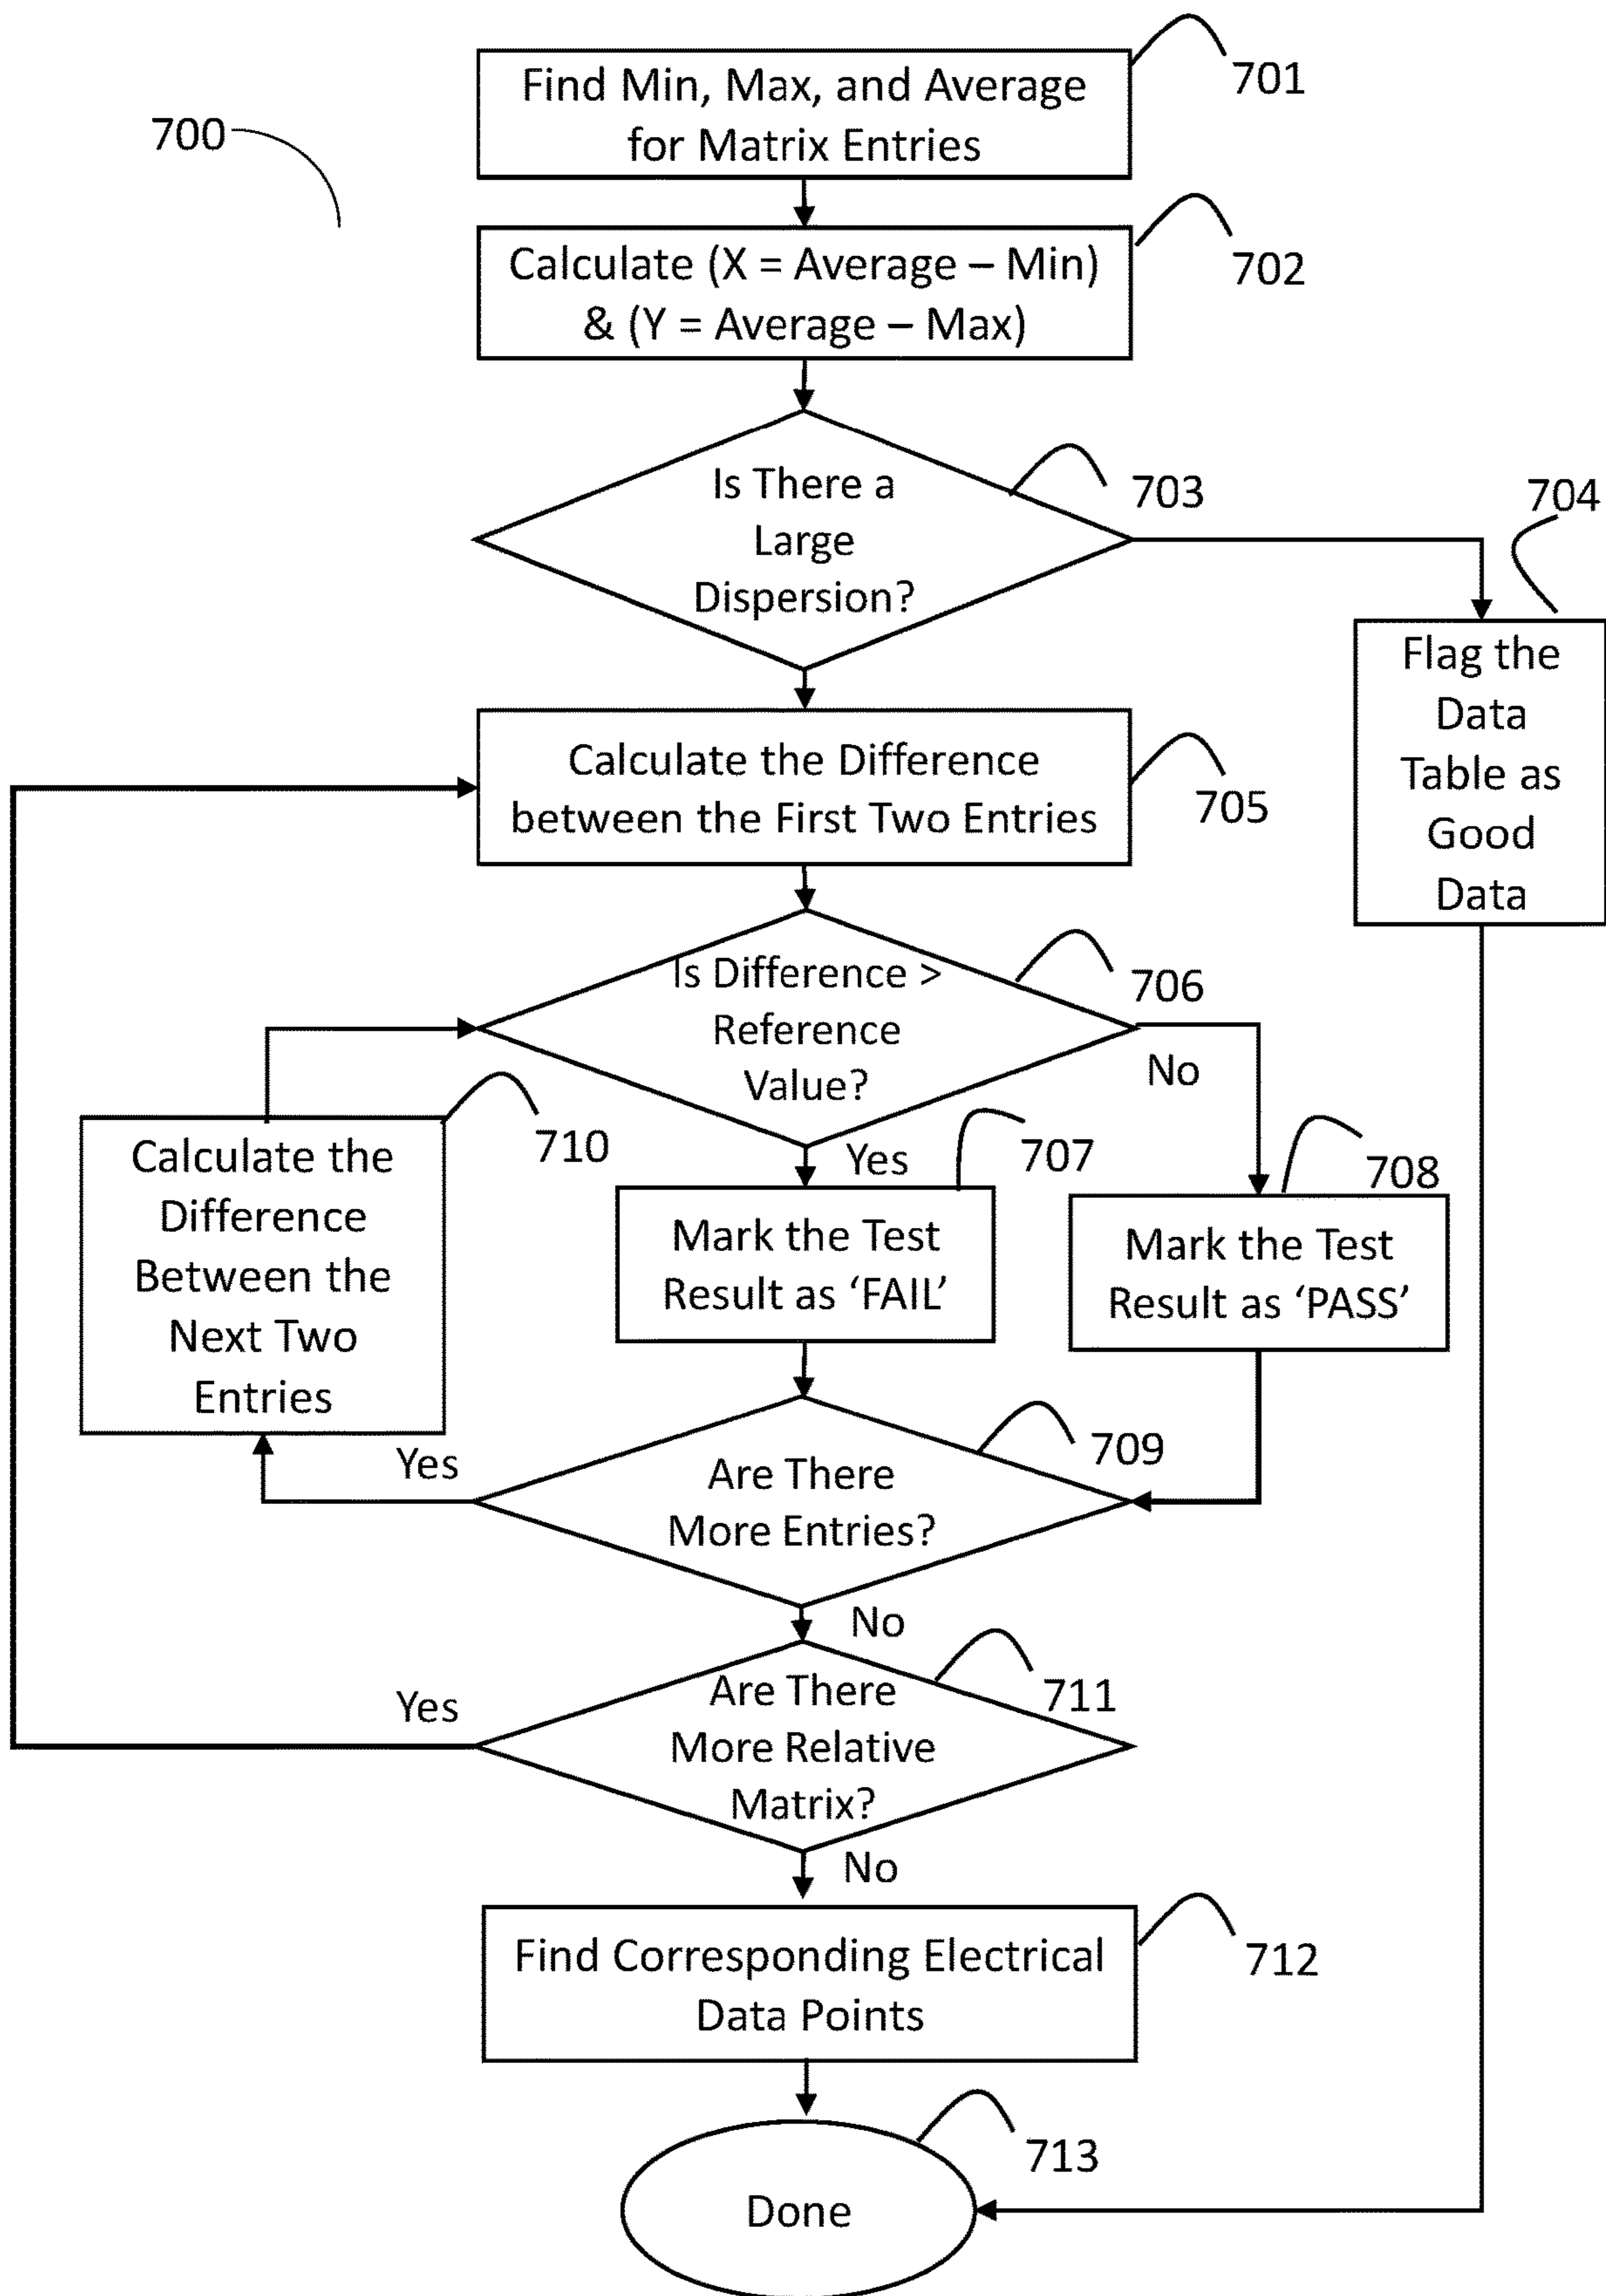 701
Find Min, Max, and Average
for Matrix Entries
700
702
Calculate (X = Average – Min)
& (Y = Average – Max)
703
Is There a
Large
Dispersion?
704
Flag the
Data
Table as
Good
Data
705
Calculate the Difference
between the First Two Entries
706
Is Difference >
Reference
Value?
No
Yes
710
Calculate the
Difference
Between the
Next Two
Entries
707
Mark the Test
Result as ‘FAIL’
708
Mark the Test
Result as ‘PASS’
709
Are There
More Entries?
Yes
No
711
Are There
More Relative
Matrix?
Yes
No
712
Find Corresponding Electrical
Data Points
713
Done